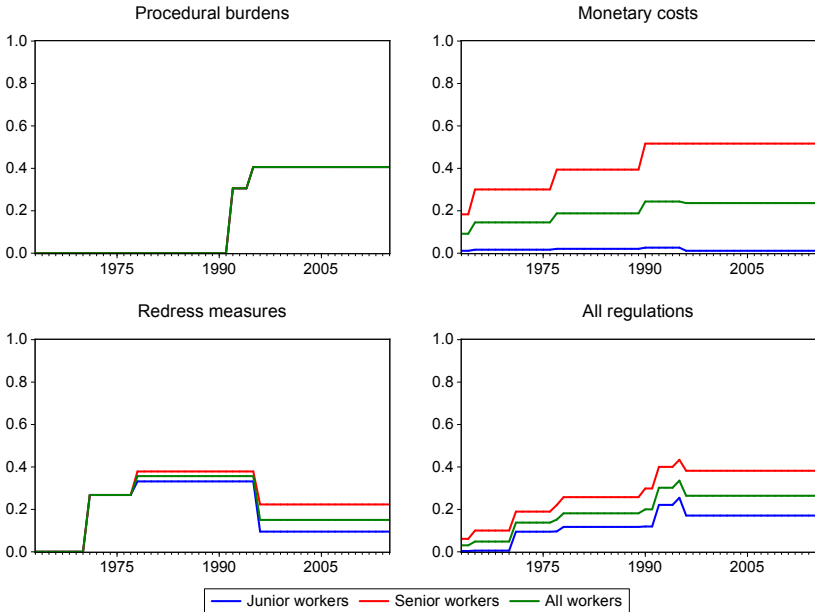 Procedural burdens
1.0
0.8
0.6
0.4
0.2
0.0
1975 1990 2005
Monetary costs
1.0
0.8
0.6
0.4
0.2
0.0
1975 1990 2005
Redress measures
1.0
0.8
0.6
0.4
0.2
0.0
1975 1990 2005
All regulations
1.0
0.8
0.6
0.4
0.2
0.0
1975 1990 2005
Junior workers Senior workers All workers